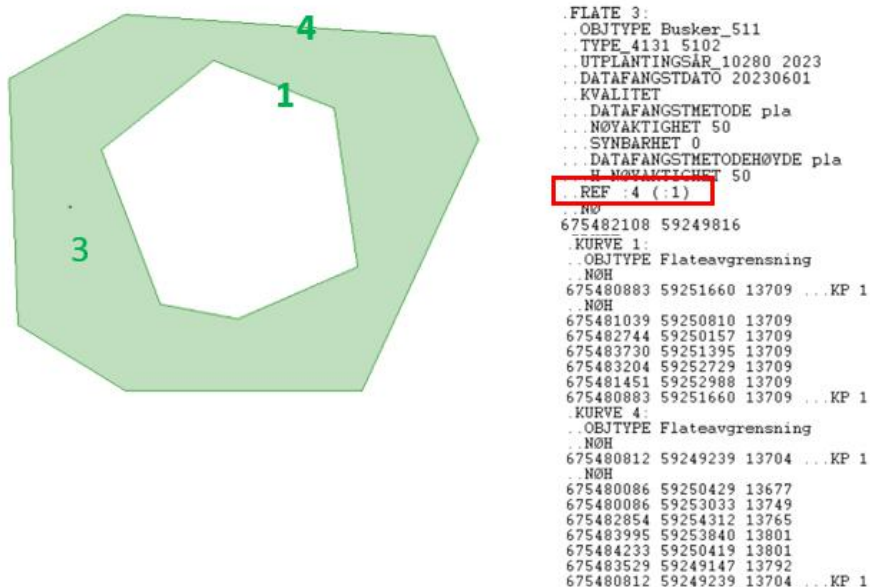 4
1
3
.FLATE 3:
..OBJTYPE Busker_511
..TYPE_4131 5102
..UTPLANTINGSÅR_10280 2023
..DATAFANGSTDATO 20230601
..KVALITET
...DATAFANGSTMETODE pla
...NØYAKTIGHET 50
...SYNBARHET 0
...DATAFANGSTMETODEHØYDE pla
...H-NØYAKTIGHET 50
..REF :4 (:1)
..NØ
675482108 59249816
.KURVE 1:
..OBJTYPE Flateavgrensning
..NØH
675480883 59251660 13709 ...KP 1
..NØH
675481039 59250810 13709
675482744 59250157 13709
675483730 59251395 13709
675483204 59252729 13709
675481451 59252988 13709
675480883 59251660 13709 ...KP 1
.KURVE 4:
..OBJTYPE Flateavgrensning
..NØH
675480812 59249239 13704 ...KP 1
..NØH
675480086 59250429 13677
675480086 59253033 13749
675482854 59254312 13765
675483995 59253840 13801
675484233 59250419 13801
675483529 59249147 13792
675480812 59249239 13704 ...KP 1